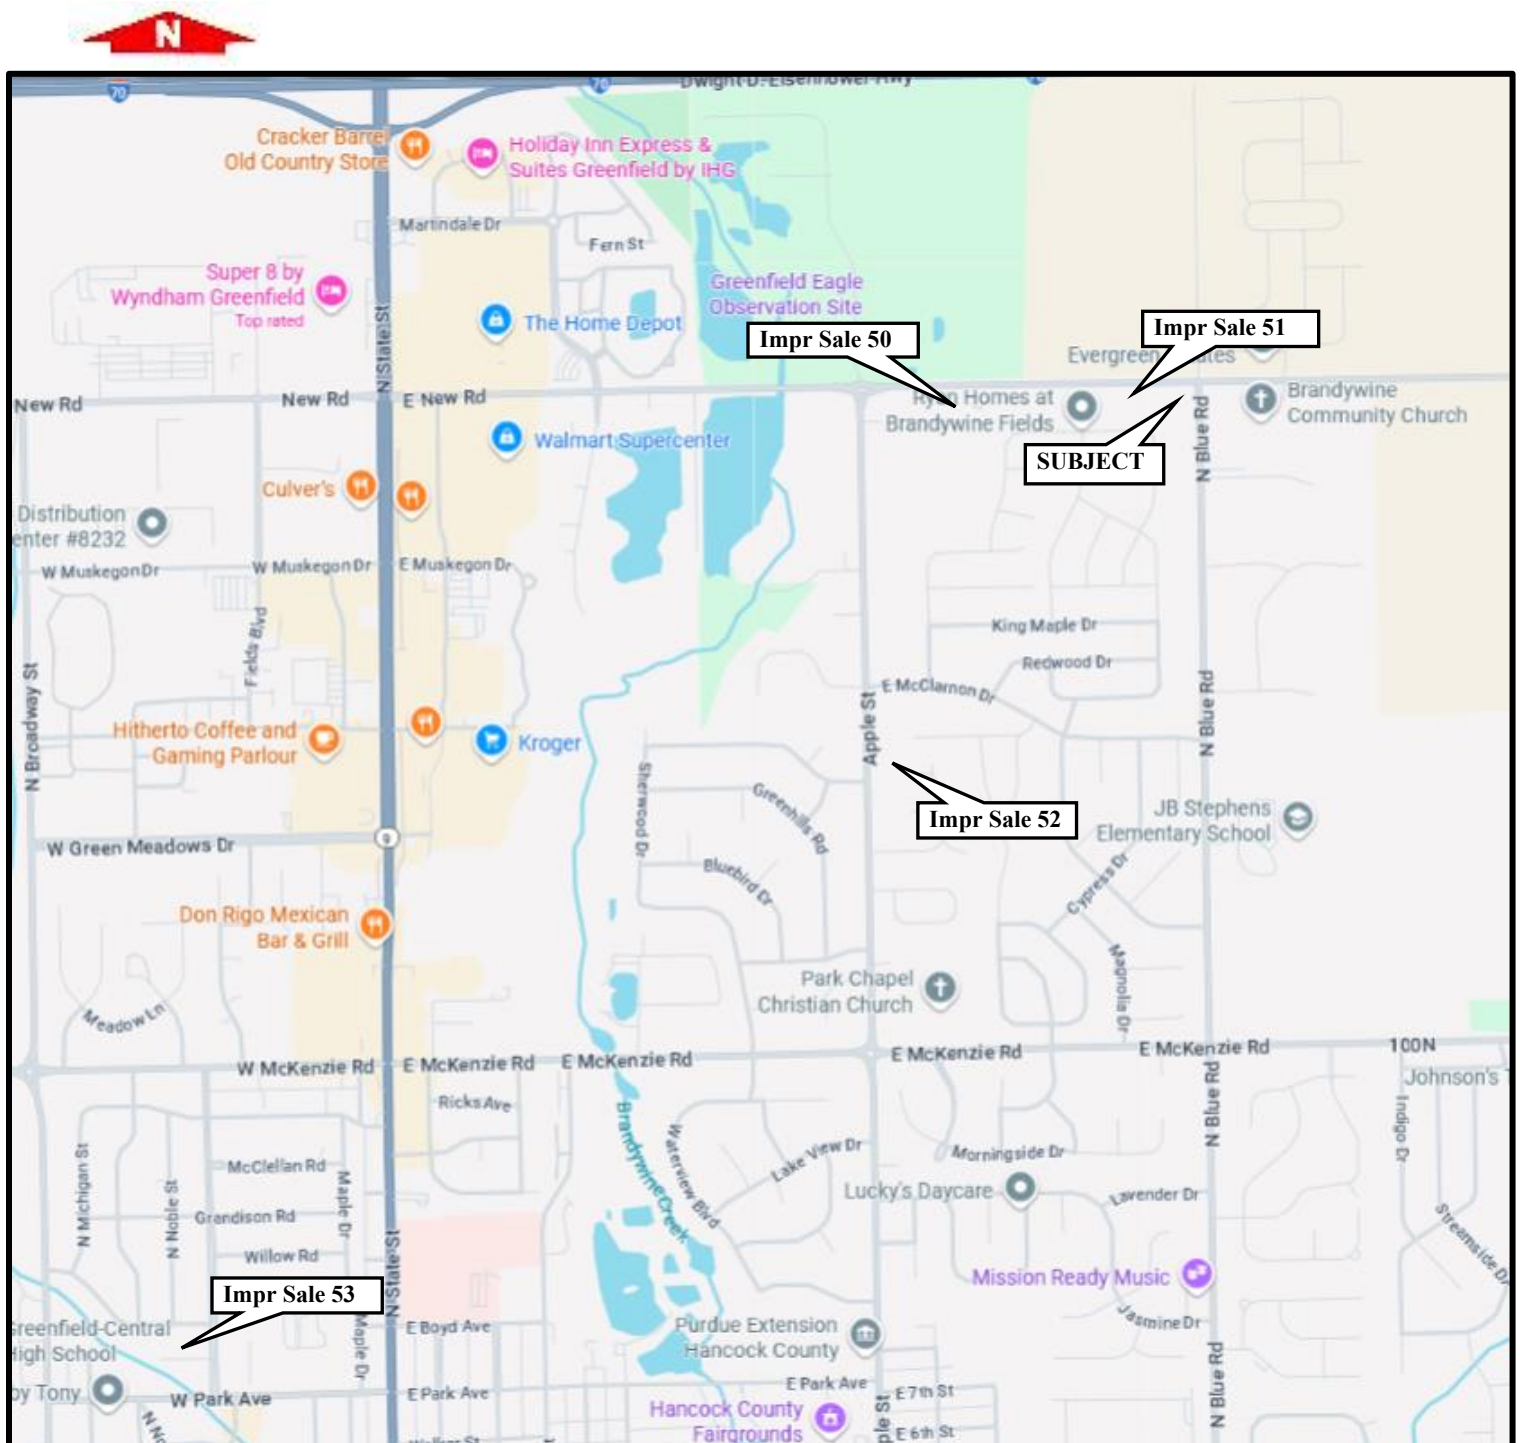 N
70
70
Dwight D. Eisenhower Hwy
Cracker Barrel
Old Country Store
Holiday Inn Express &
Suites Greenfield by IHG
Martindale Dr
Fern St
Super 8 by
Wyndham Greenfield
Top rated
N State St
The Home Depot
Greenfield Eagle
Observation Site
Impr Sale 50
Impr Sale 51
Evergreen
New Rd
New Rd
E New Rd
Ryan Homes at
Brandywine Fields
Brandywine
Community Church
Walmart Supercenter
N Blue Rd
SUBJECT
Culver's
Distribution
enter #8232
W Muskegon Dr
W Muskegon Dr
E Muskegon Dr
Fields Blvd
King Maple Dr
Redwood Dr
E McClarnon Dr
N Broadway St
Apple St
N Blue Rd
Hitherto Coffee and
Gaming Parlour
Kroger
Sherwood Dr
Greenhills Rd
Impr Sale 52
JB Stephens
Elementary School
W Green Meadows Dr
9
Bluebird Dr
Cypress Dr
Don Rigo Mexican
Bar & Grill
Magnolia Dr
Park Chapel
Christian Church
Meadow Ln
W McKenzie Rd
E McKenzie Rd
E McKenzie Rd
E McKenzie Rd
E McKenzie Rd
100N
Johnson's
Ricks Ave
Brandywine Creek
Waterview Blvd
Lake View Dr
Morningside Dr
N Blue Rd
Indigo Dr
N Michigan St
McClellan Rd
Maple Dr
N Noble St
Lucky's Daycare
Lavender Dr
Grandison Rd
Willow Rd
N State St
Streamside Dr
Mission Ready Music
Impr Sale 53
Jasmine Dr
reenfield-Central
High School
Maple Dr
E Boyd Ave
Purdue Extension
Hancock County
by Tony
W Park Ave
E Park Ave
E Park Ave
E 7th St
N Blue Rd
Hancock County
Fairgrounds
ple St
E 6th St